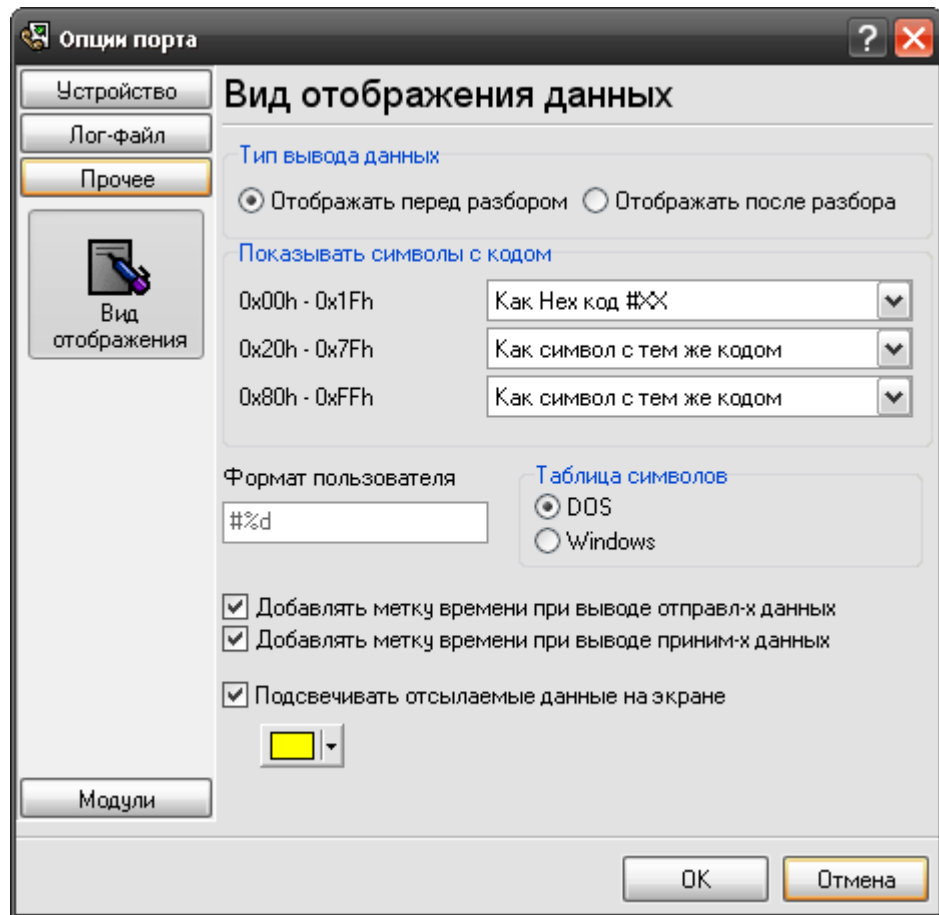 Опции порта
?
Устройство
Лог-файл
Прочее
Вид
отображения
Модули
Вид отображения данных
Тип вывода данных
Отображать перед разбором Отображать после разбора
Показывать символы с кодом
0x00h - 0x1Fh Как Hex код #XX
0x20h - 0x7Fh Как символ с тем же кодом
0x80h - 0xFFh Как символ с тем же кодом
Формат пользователя
#%d
Таблица символов
DOS
Windows
Добавлять метку времени при выводе отправл-х данных
Добавлять метку времени при выводе приним-х данных
Подсвечивать отсылаемые данные на экране
OK Отмена